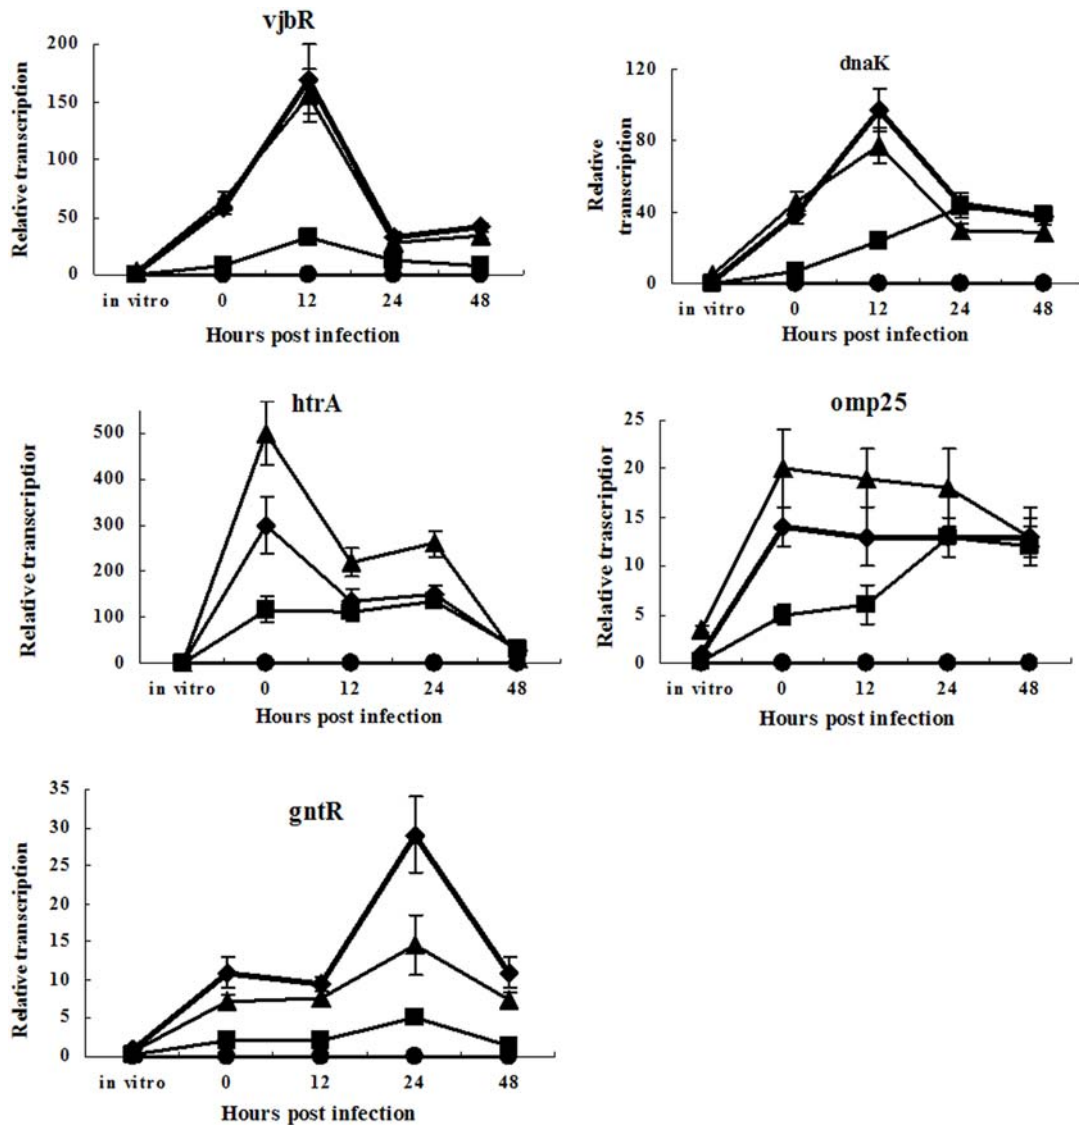 vjbR
Relative transcription
200
150
100
50
0
in vitro 0 12 24 48
Hours post infection
dnaK
Relative
transcription
120
80
40
0
in vitro 0 12 24 48
Hours post infection
htrA
Relative transcriptior
500
400
300
200
100
0
in vitro 0 12 24 48
Hours post infection
omp25
Relative transcriptior
25
20
15
10
5
0
in vitro 0 12 24 48
Hours post infection
gntR
Relative transcription
35
30
25
20
15
10
5
0
in vitro 0 12 24 48
Hours post infection